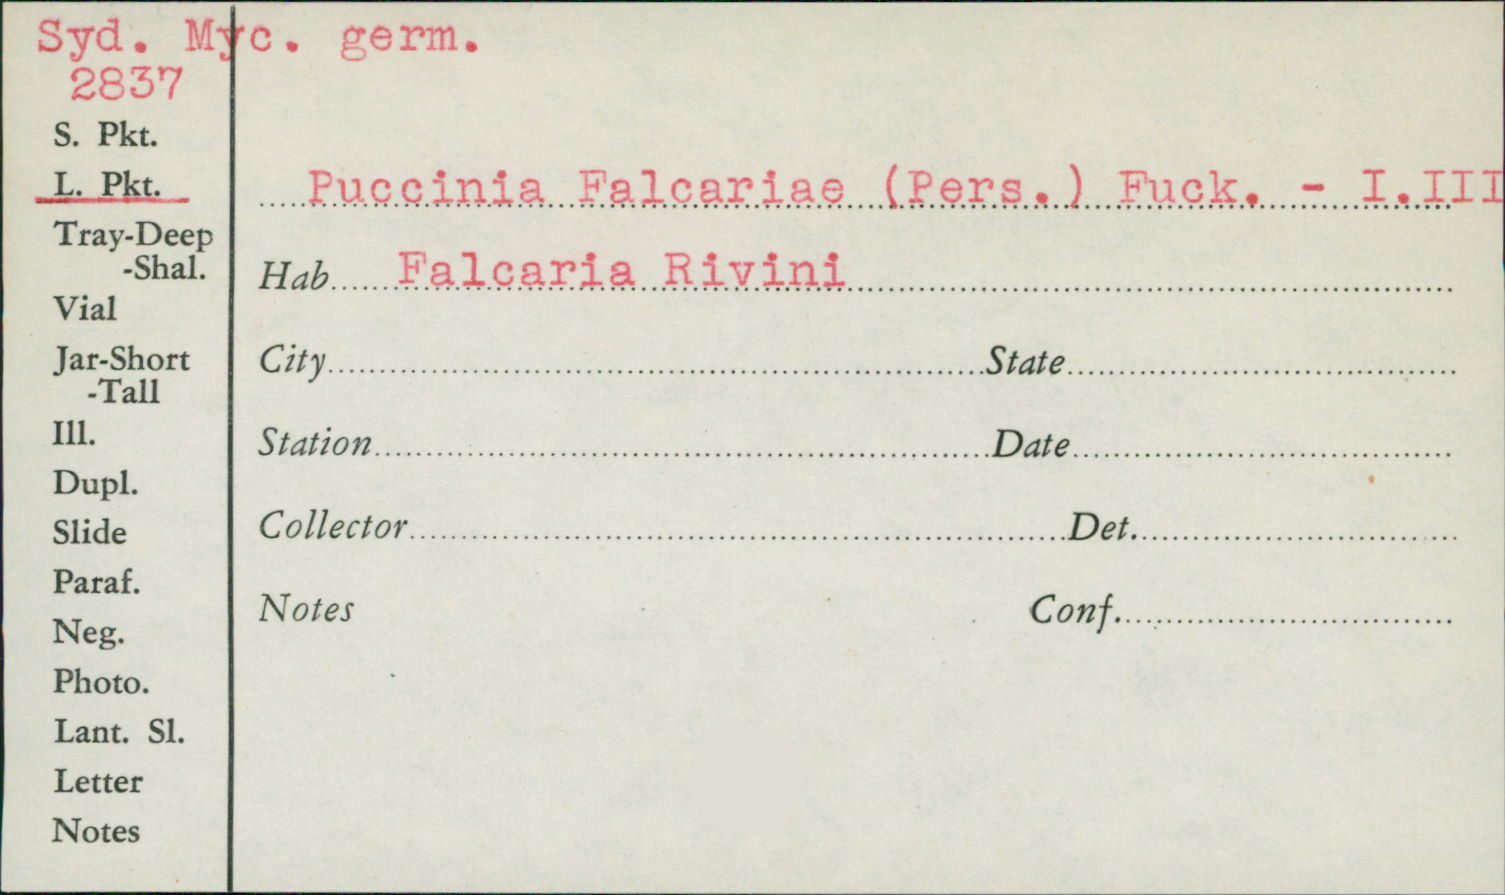 Syd. Myc. germ.
2837
S. Pkt.
L. Pkt.
Tray-Deep
-Shal.
Vial
Jar-Short
-Tall
Ill.
Dupl.
Slide
Paraf.
Neg.
Photo.
Lant. Sl.
Letter
Notes
Puccinia Falcariae (Pers.) Fuck. - I.III
Hab Falcaria Rivini
City State
Station Date
Collector Det.
Notes Conf.